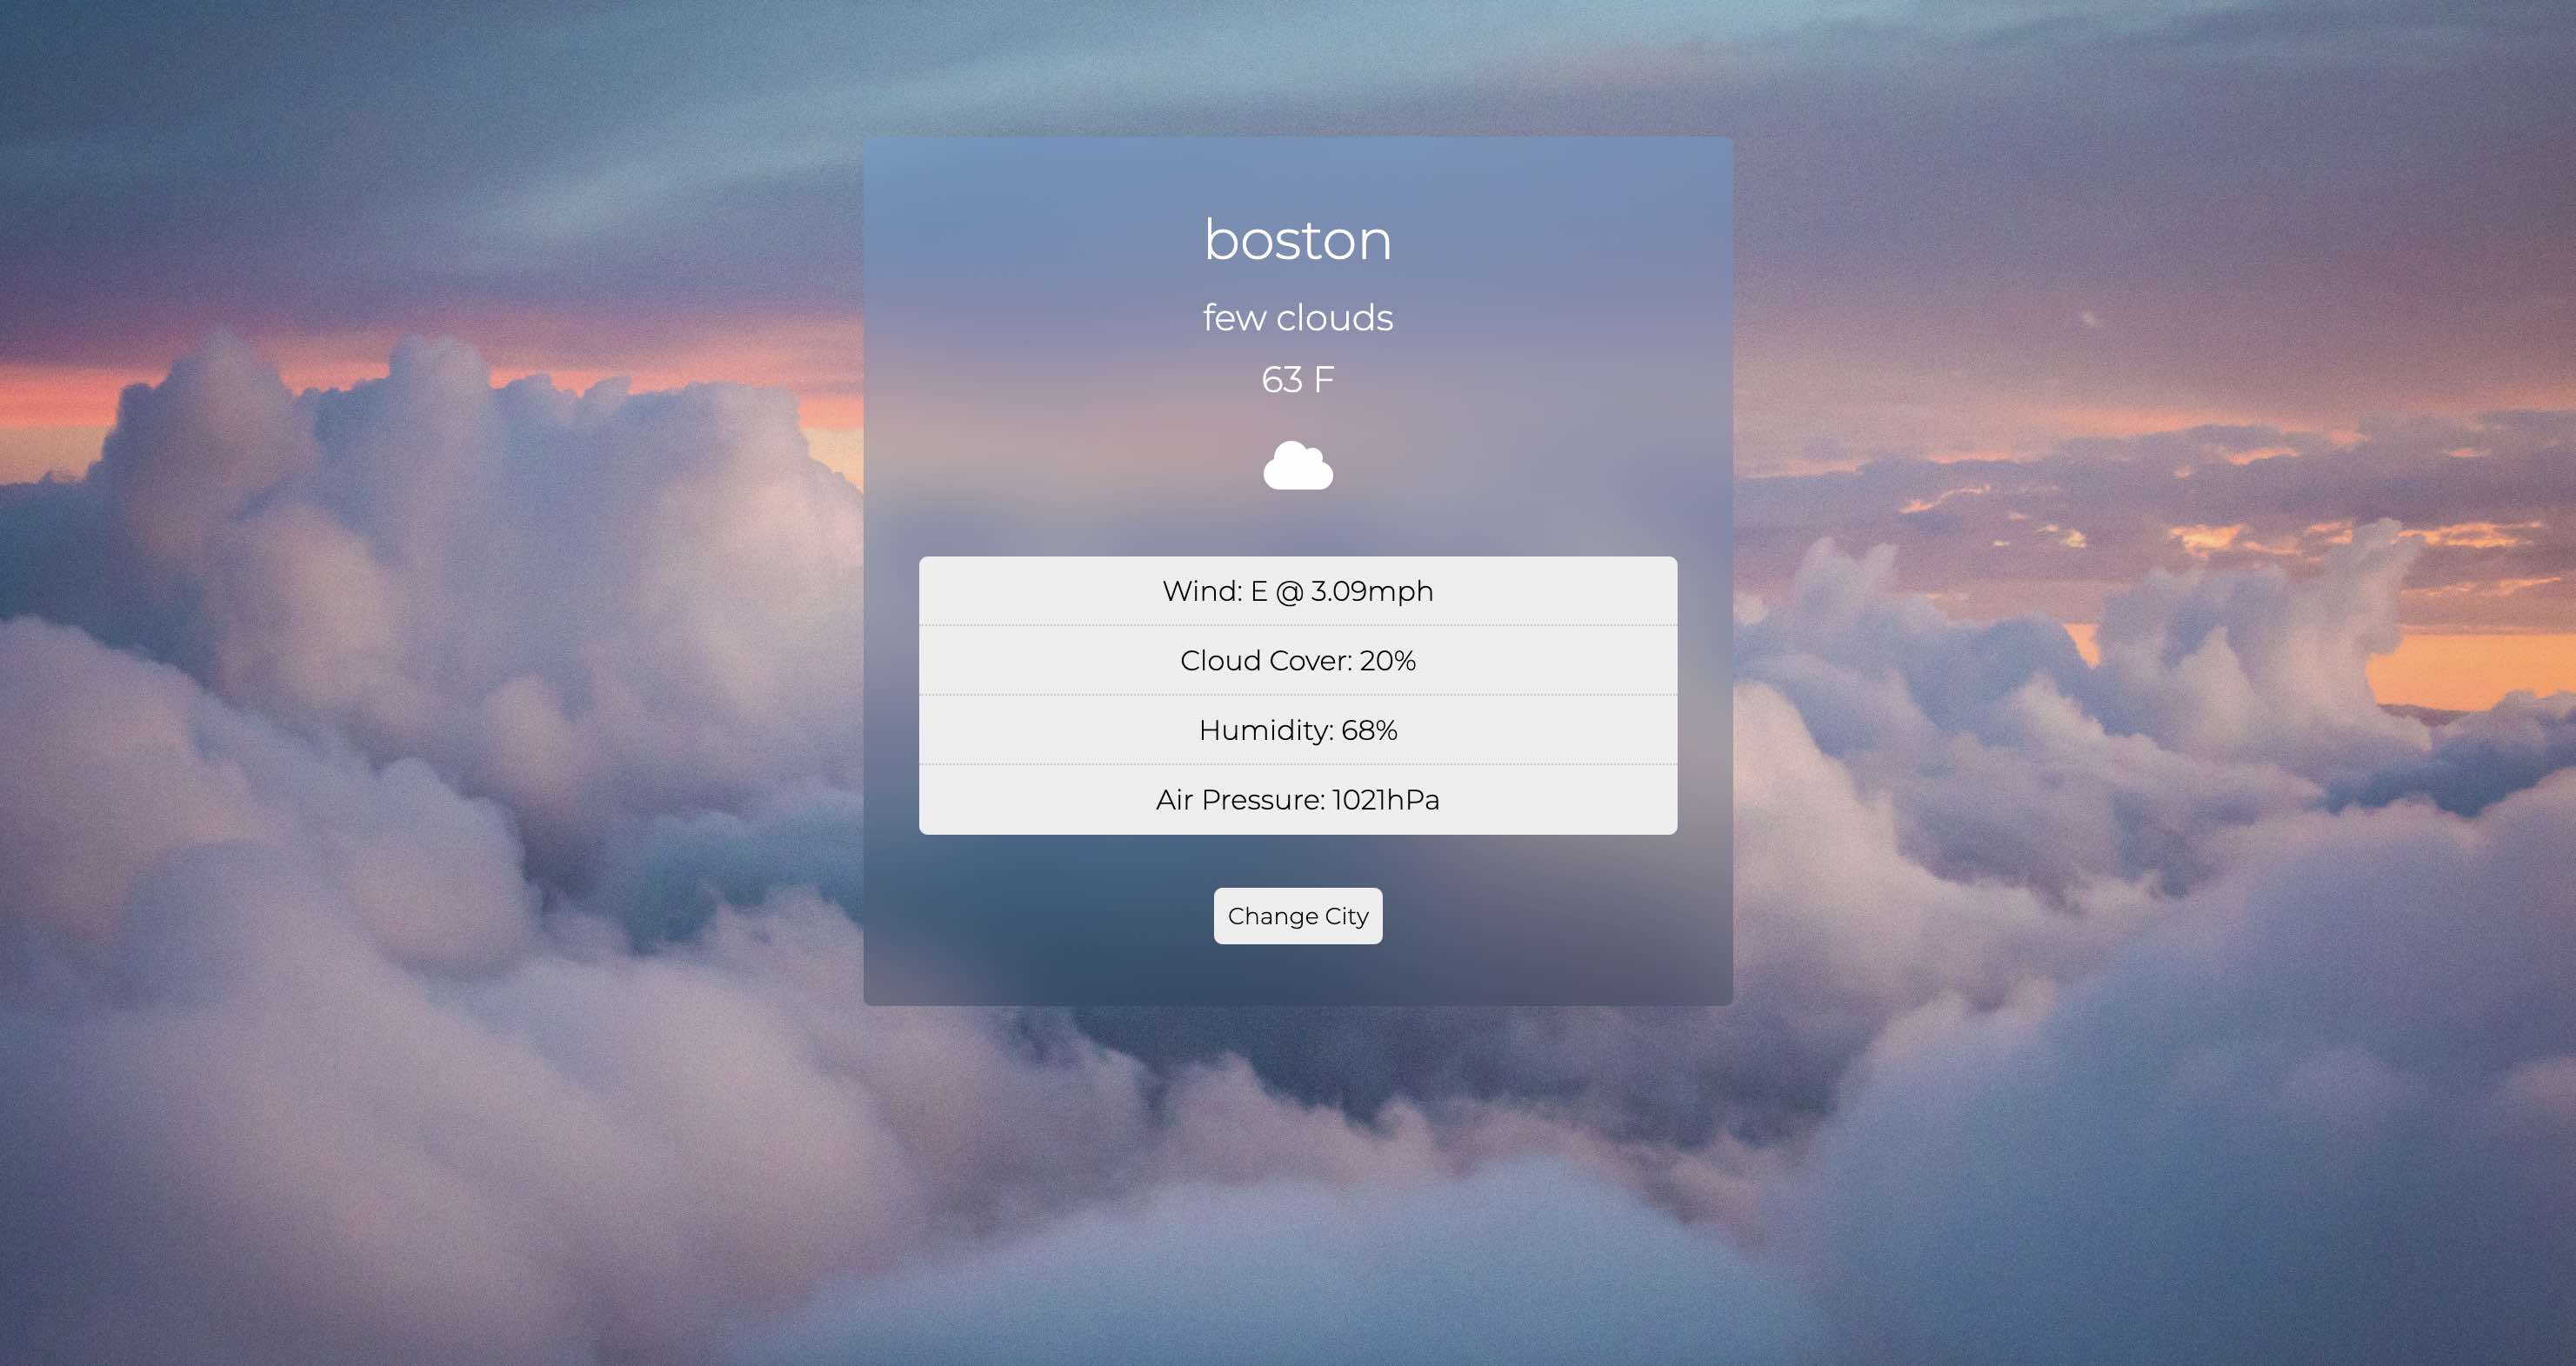 boston
few clouds
63 F
Wind: E @ 3.09mph
Cloud Cover: 20%
Humidity: 68%
Air Pressure: 1021hPa
Change City